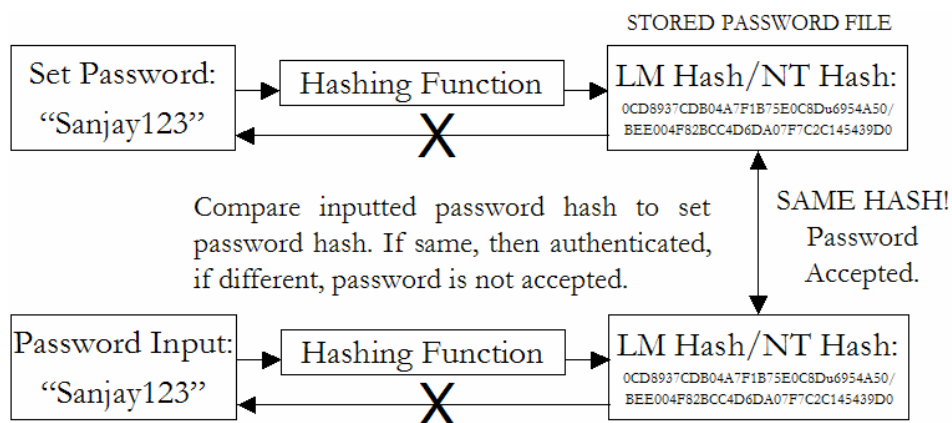 STORED PASSWORD FILE
Set Password:
“Sanjay123”
Hashing Function
LM Hash/NT Hash:
0CD8937CDB04A7F1B75E0C8Du6954A50/
BEE004F82BCC4D6DA07F7C2C145439D0
X
Compare inputted password hash to set
password hash. If same, then authenticated,
if different, password is not accepted.
SAME HASH!
Password
Accepted.
Password Input:
“Sanjay123”
Hashing Function
LM Hash/NT Hash:
0CD8937CDB04A7F1B75E0C8Du6954A50/
BEE004F82BCC4D6DA07F7C2C145439D0
X